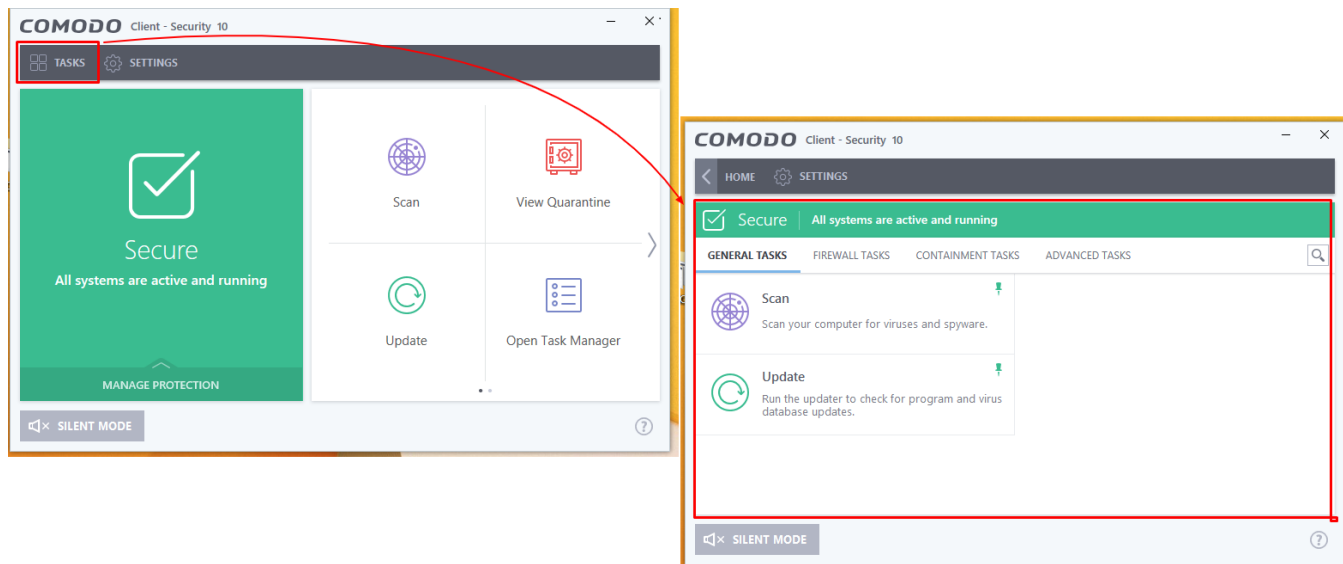 COMODO Client - Security 10
TASKS SETTINGS
Scan
View Quarantine
Secure
All systems are active and running
Update
Open Task Manager
MANAGE PROTECTION
SILENT MODE
COMODO Client - Security 10
HOME SETTINGS
Secure All systems are active and running
GENERAL TASKS FIREWALL TASKS CONTAINMENT TASKS ADVANCED TASKS
Scan
Scan your computer for viruses and spyware.
Update
Run the updater to check for program and virus
database updates.
SILENT MODE